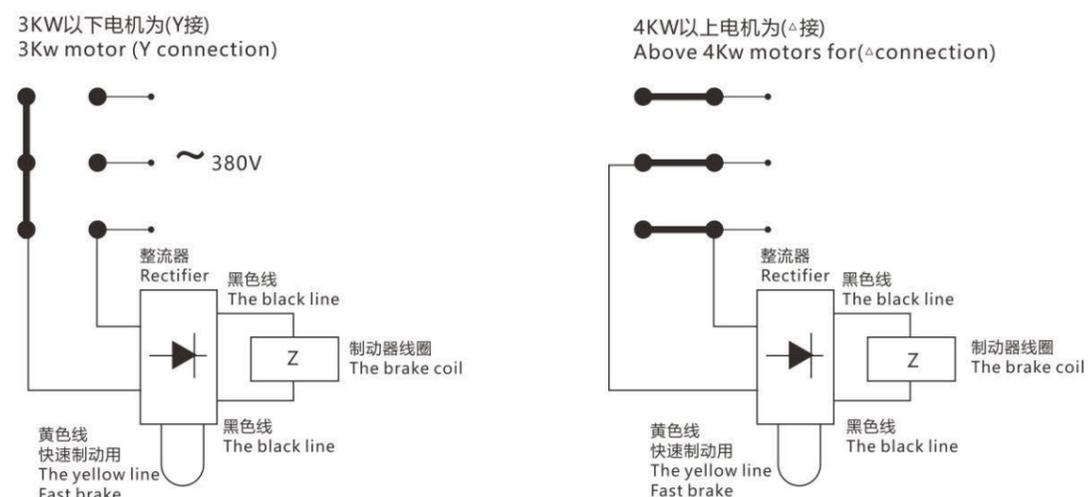 3KW以下电机为(Y接)
3Kw motor (Y connection)
～ 380V
整流器
Rectifier
黑色线
The black line
Z
制动器线圈
The brake coil
黑色线
The black line
黄色线
快速制动用
The yellow line
Fast brake
4KW以上电机为(△接)
Above 4Kw motors for(△connection)
整流器
Rectifier
黑色线
The black line
Z
制动器线圈
The brake coil
黑色线
The black line
黄色线
快速制动用
The yellow line
Fast brake